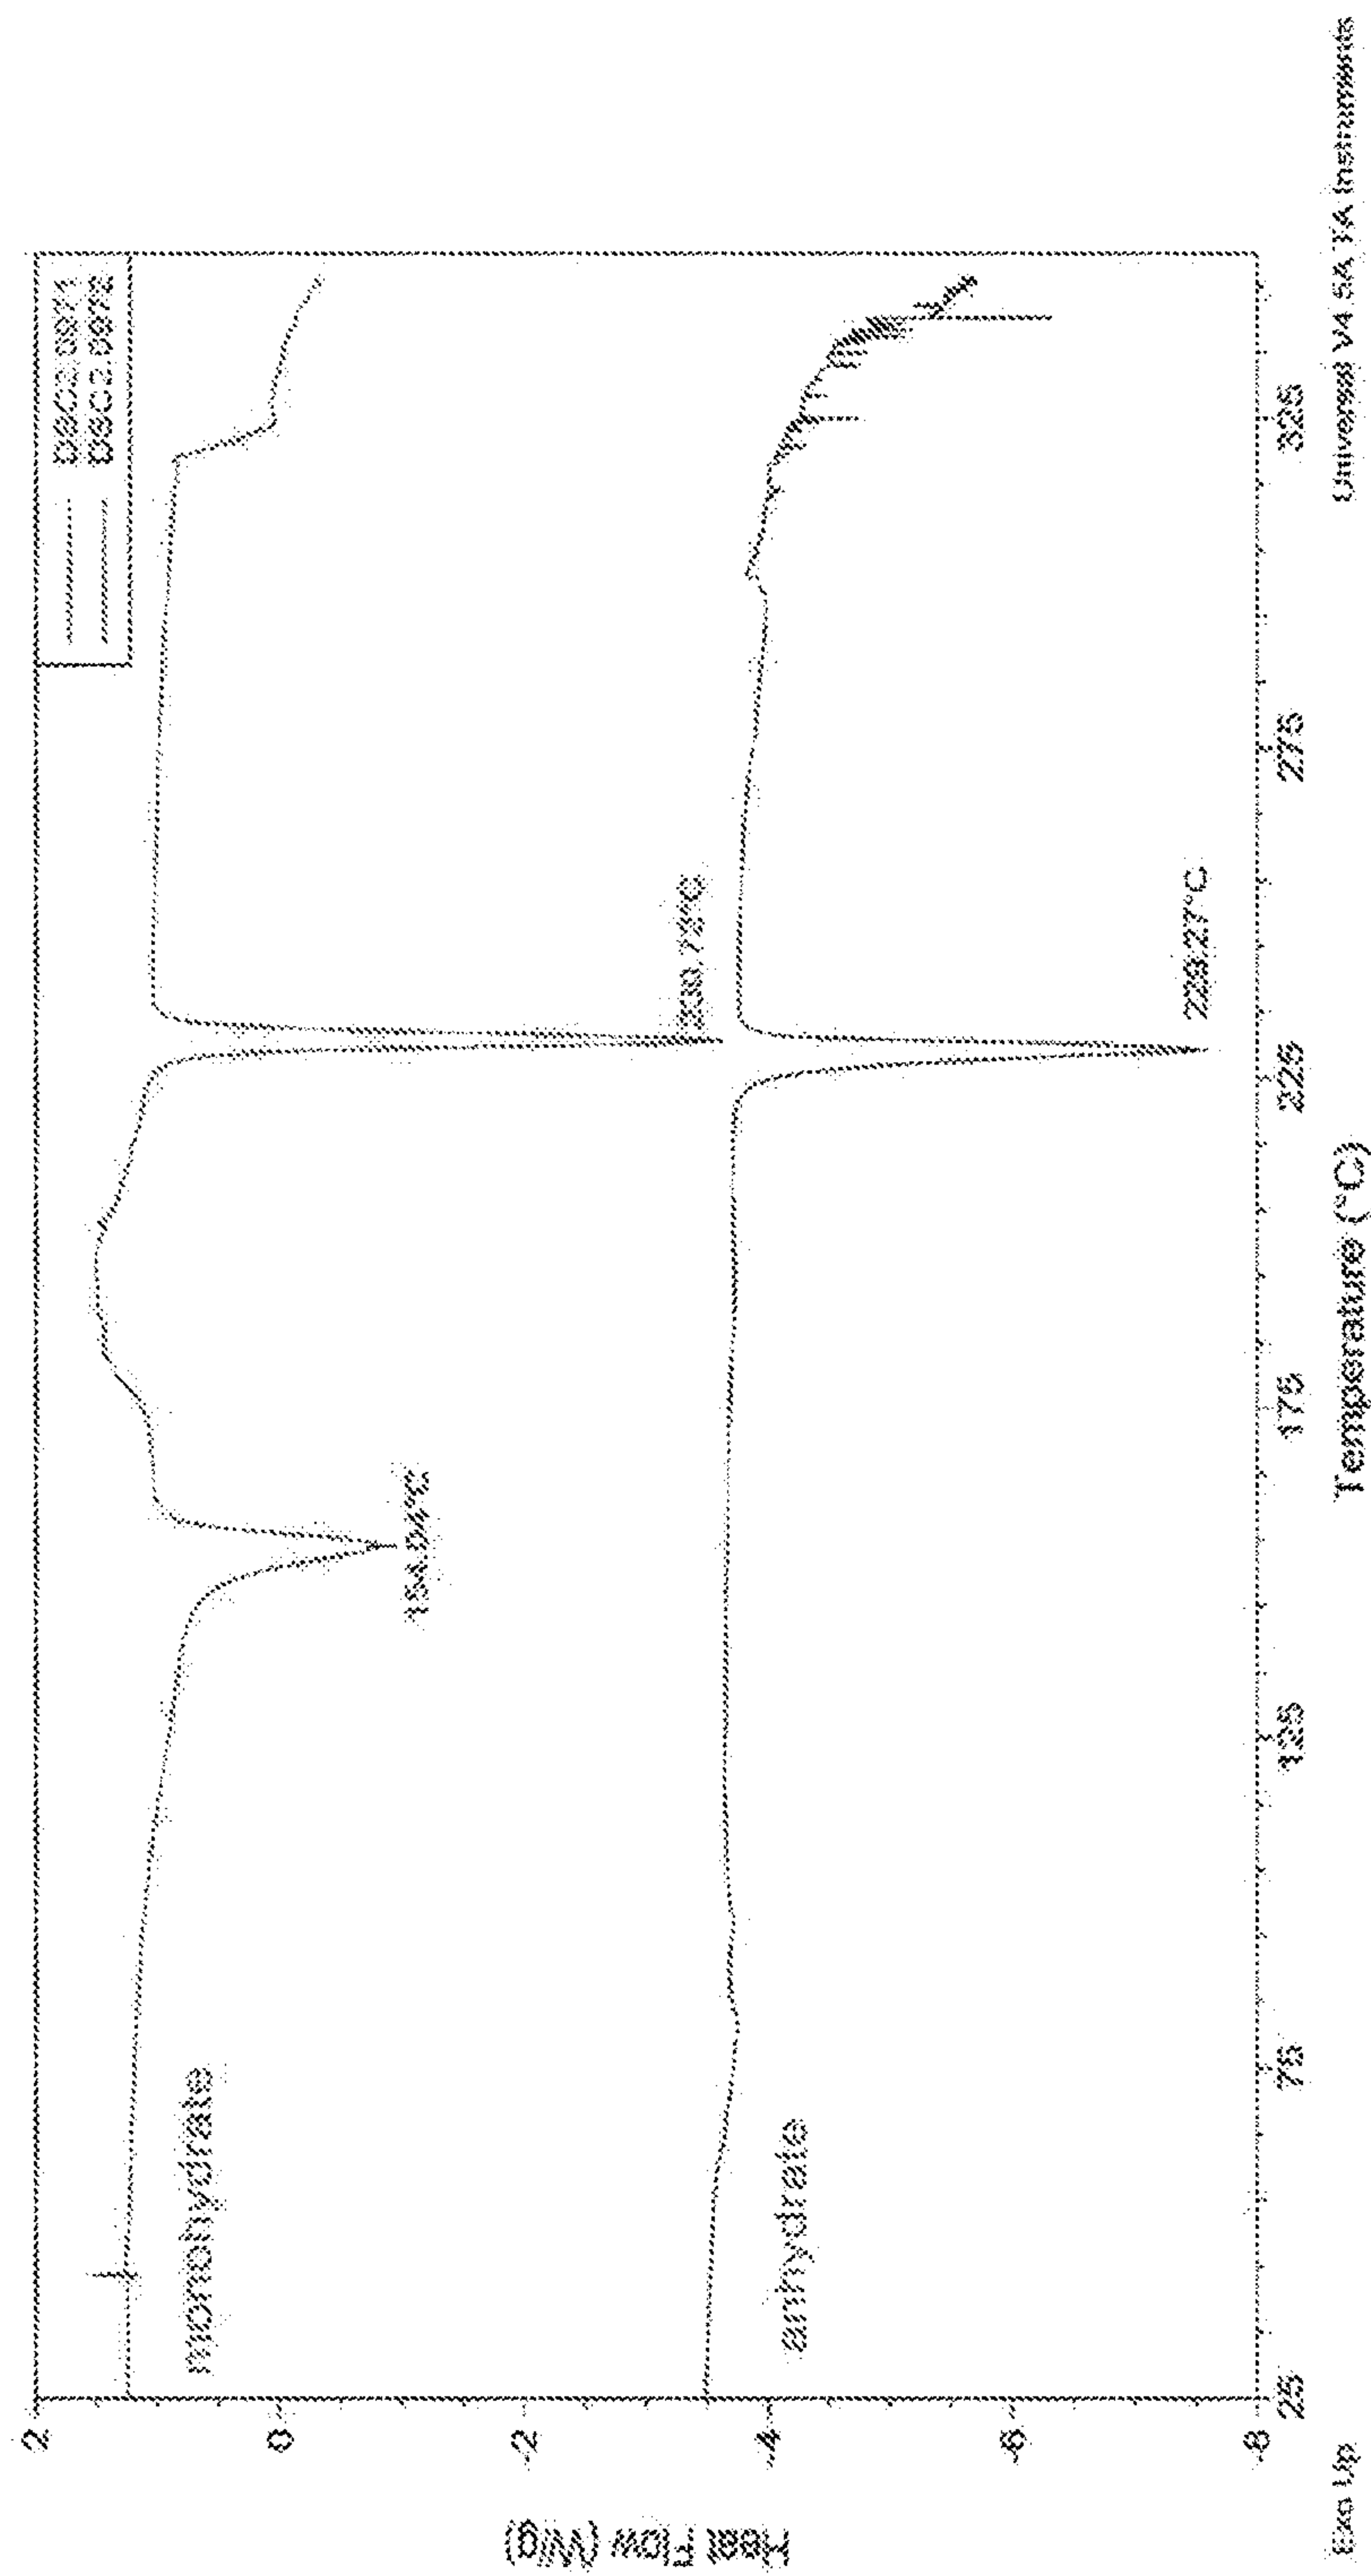 monohydrate
anhydrate
154.04°C
230.72°C
229.27°C
2
0
-2
-4
-6
-8
Heat Flow (W/g)
25
75
125
175
225
275
325
Exo Up
Temperature (°C)
Universal V4.5A TA Instruments